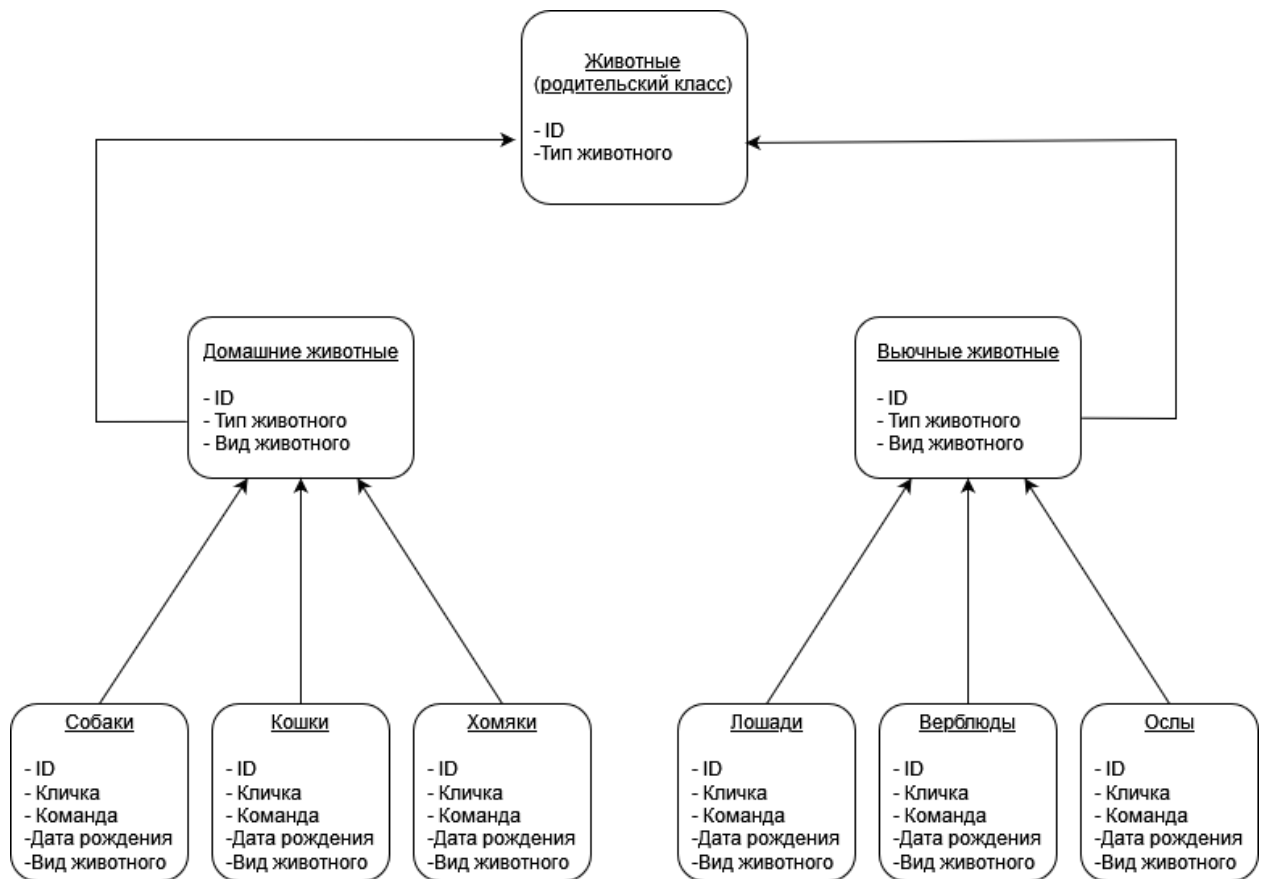 Животные
(родительский класс)
- ID
-Тип животного
Домашние животные
- ID
- Тип животного
- Вид животного
Вьючные животные
- ID
- Тип животного
- Вид животного
Собаки
- ID
- Кличка
- Команда
-Дата рождения
-Вид животного
Кошки
- ID
- Кличка
- Команда
-Дата рождения
-Вид животного
Хомяки
- ID
- Кличка
- Команда
-Дата рождения
-Вид животного
Лошади
- ID
- Кличка
- Команда
-Дата рождения
-Вид животного
Верблюды
- ID
- Кличка
- Команда
-Дата рождения
-Вид животного
Ослы
- ID
- Кличка
- Команда
-Дата рождения
-Вид животного